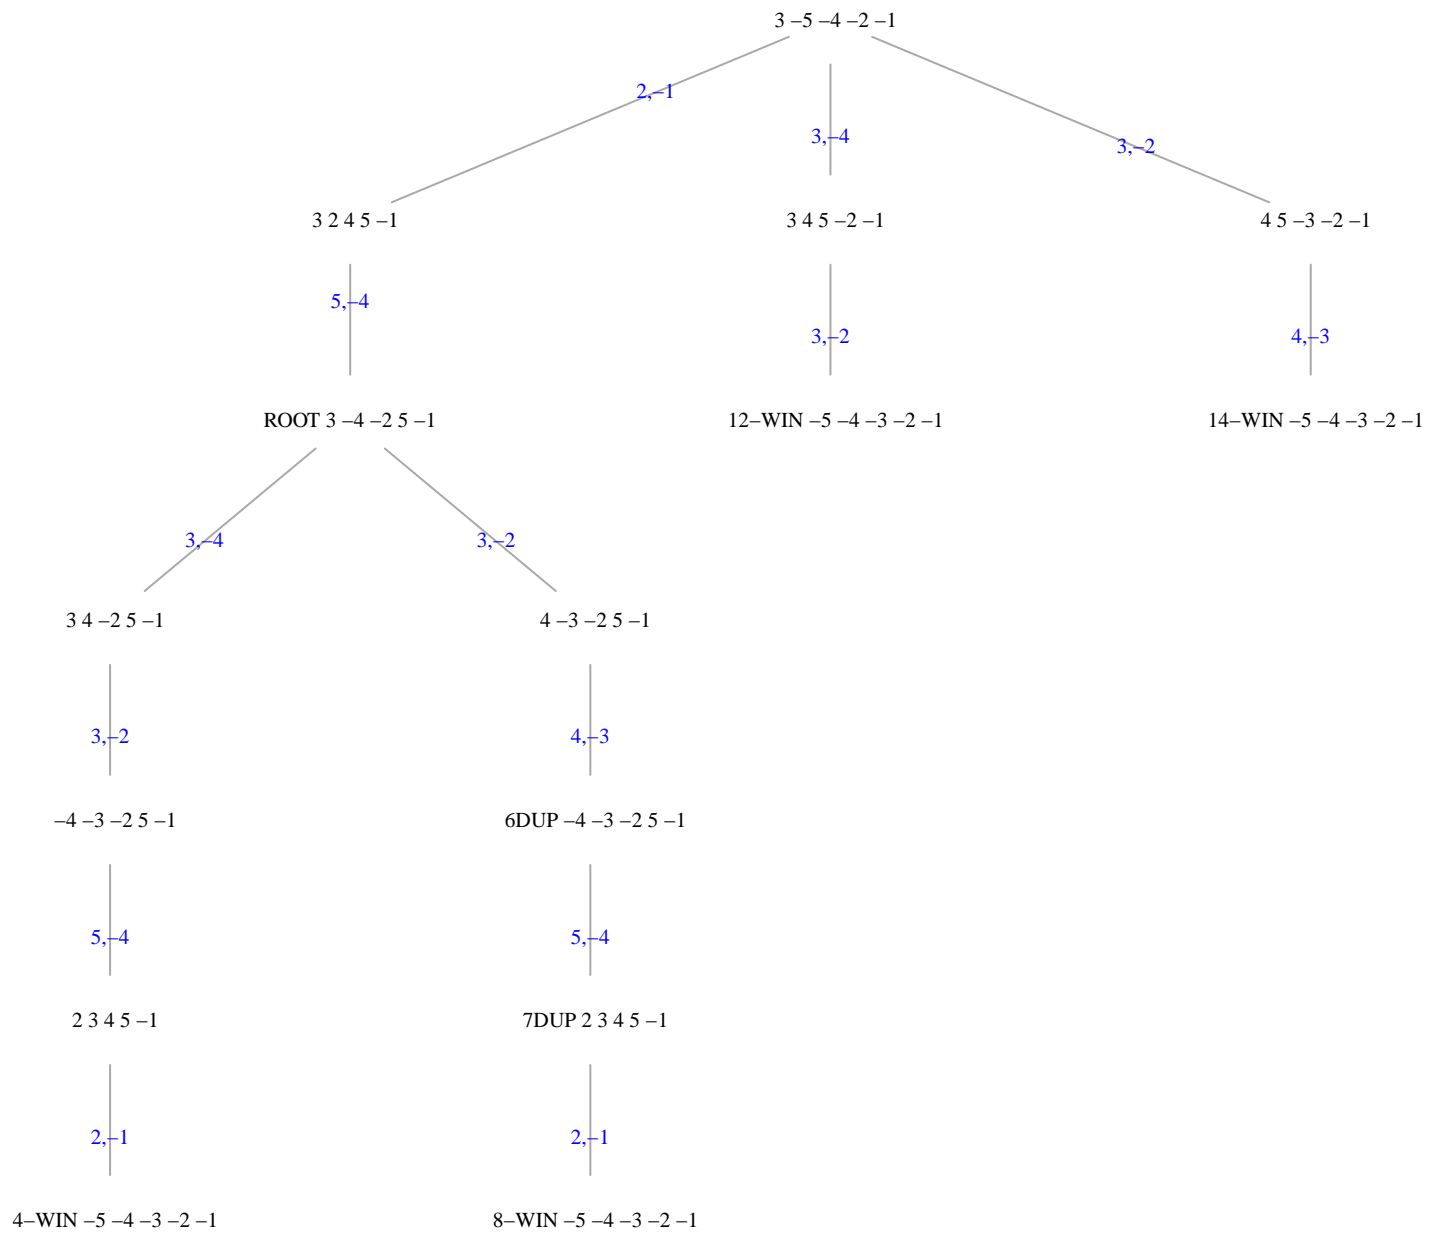 3 –5 –4 –2 –1
2,–1
3,–4
3,–2
3 2 4 5 –1
3 4 5 –2 –1
4 5 –3 –2 –1
5,–4
3,–2
4,–3
ROOT 3 –4 –2 5 –1
12–WIN –5 –4 –3 –2 –1
14–WIN –5 –4 –3 –2 –1
3,–4
3,–2
3 4 –2 5 –1
4 –3 –2 5 –1
3,–2
4,–3
–4 –3 –2 5 –1
6DUP –4 –3 –2 5 –1
5,–4
5,–4
2 3 4 5 –1
7DUP 2 3 4 5 –1
2,–1
2,–1
4–WIN –5 –4 –3 –2 –1
8–WIN –5 –4 –3 –2 –1